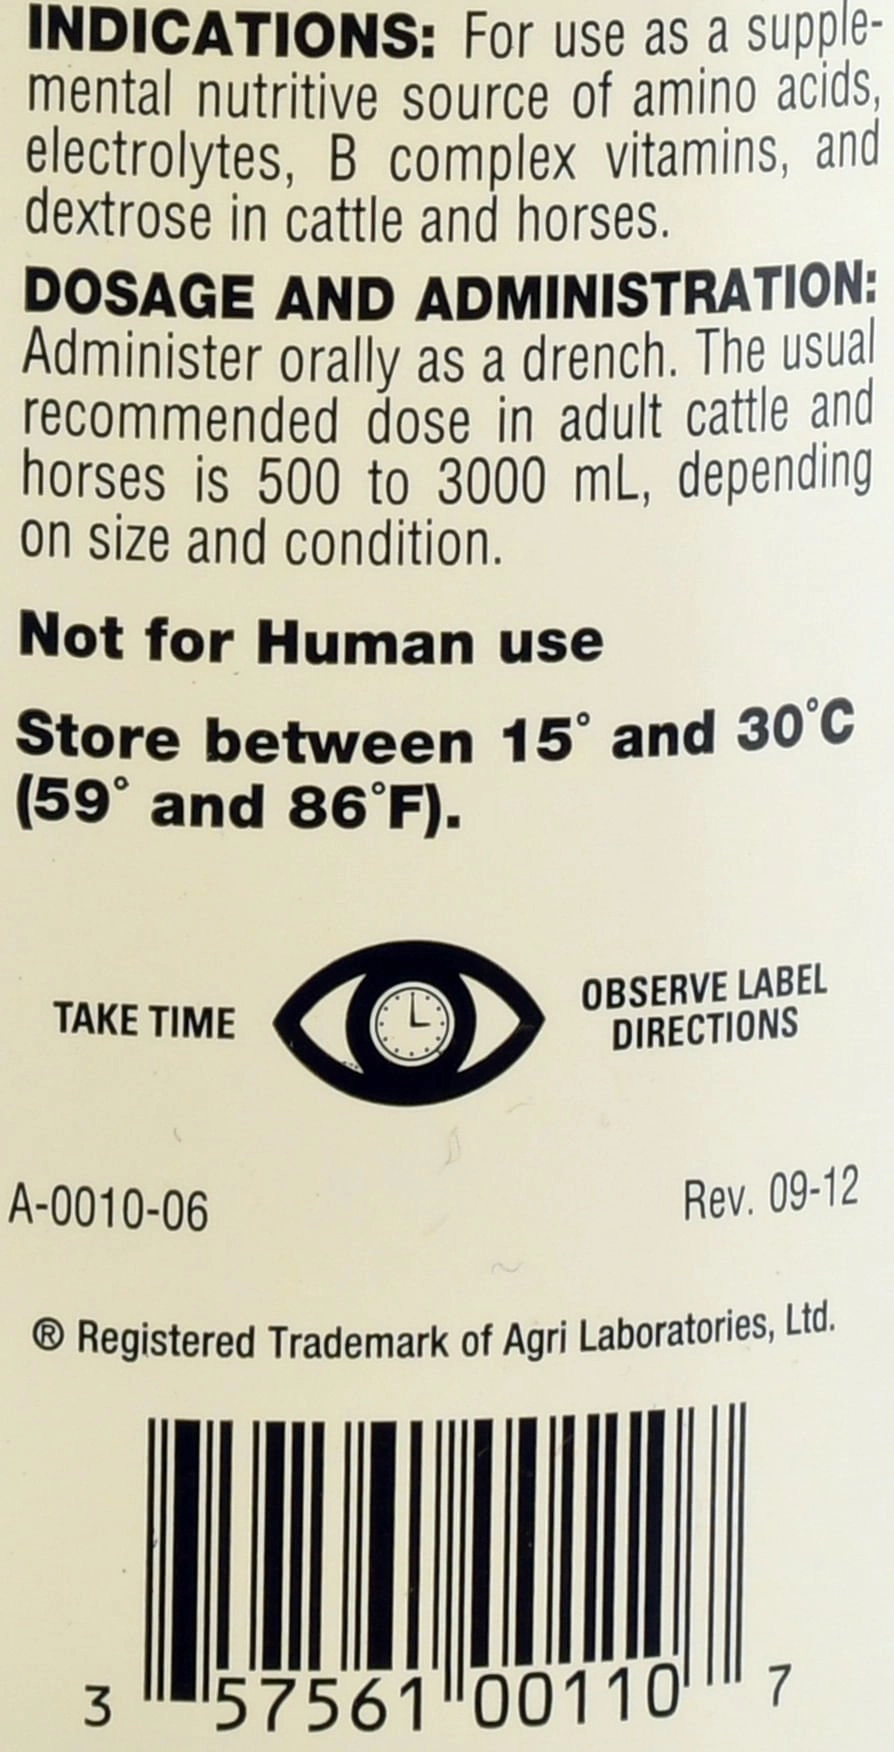 INDICATIONS: For use as a supple-
mental nutritive source of amino acids,
electrolytes, B complex vitamins, and
dextrose in cattle and horses.
DOSAGE AND ADMINISTRATION:
Administer orally as a drench. The usual
recommended dose in adult cattle and
horses is 500 to 3000 mL, depending
on size and condition.
Not for Human use
Store between 15° and 30°C
(59° and 86°F).
TAKE TIME
OBSERVE LABEL
DIRECTIONS
A-0010-06 Rev. 09-12
® Registered Trademark of Agri Laboratories, Ltd.
3 57561 00110 7